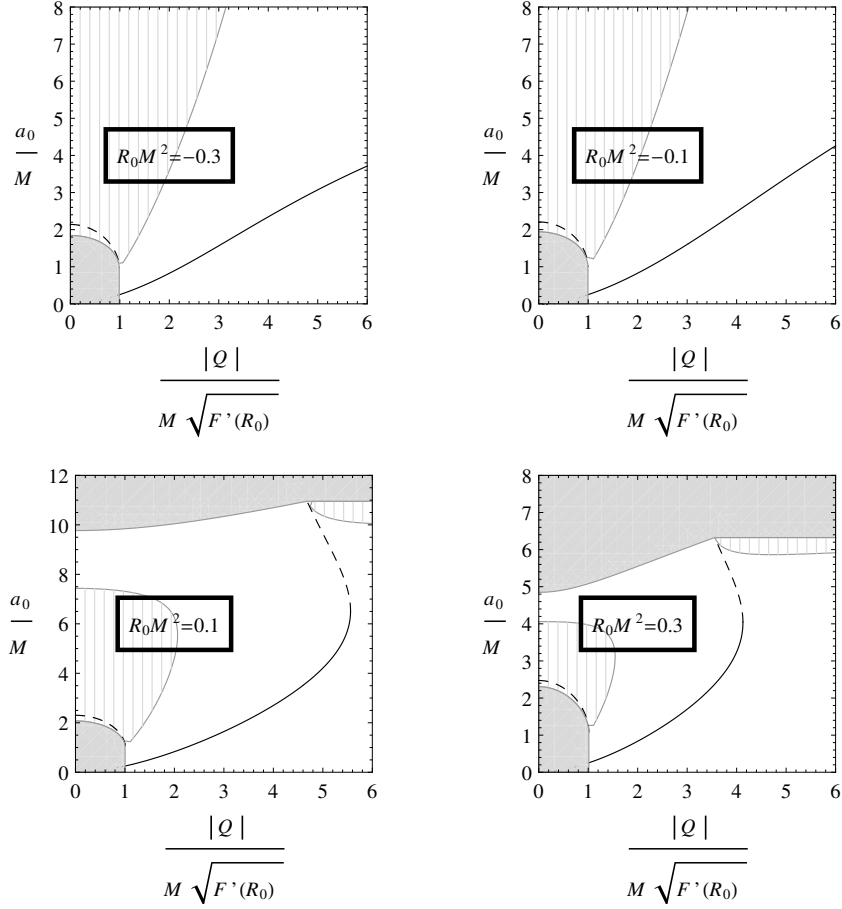 8
7
6
5
a₀
4
M
3
2
1
0
0 1 2 3 4 5 6
R₀M²=−0.3
|Q|
M √F’(R₀)
8
7
6
5
a₀
4
M
3
2
1
0
0 1 2 3 4 5 6
R₀M²=−0.1
|Q|
M √F’(R₀)
12
10
8
a₀
6
M
4
2
0
0 1 2 3 4 5 6
R₀M²=0.1
|Q|
M √F’(R₀)
8
7
6
5
a₀
4
M
3
2
1
0
0 1 2 3 4 5 6
R₀M²=0.3
|Q|
M √F’(R₀)